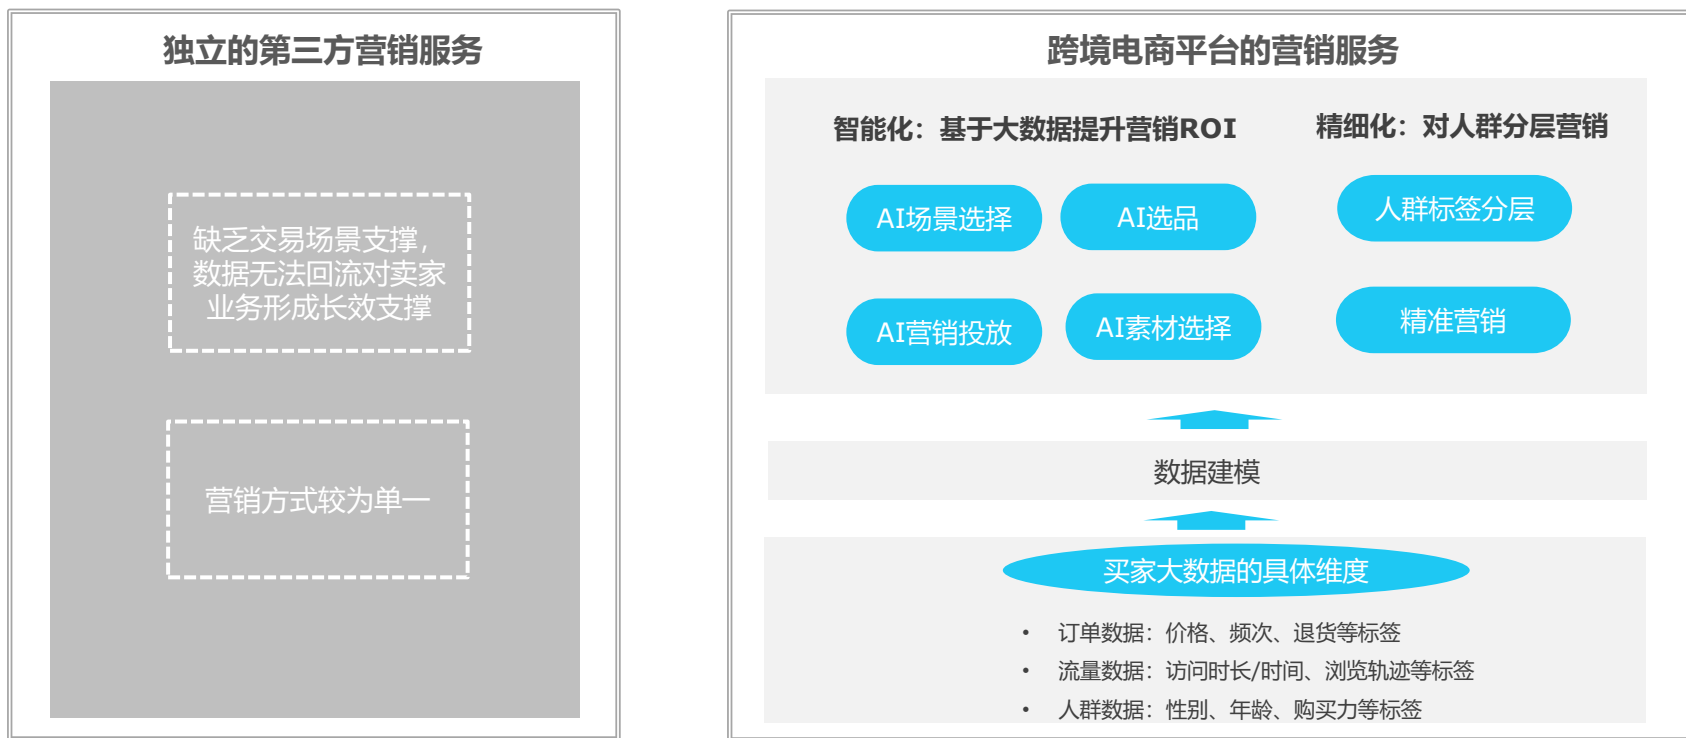 独立的第三方营销服务
缺乏交易场景支撑，
数据无法回流对卖家
业务形成长效支撑
营销方式较为单一
跨境电商平台的营销服务
智能化：基于大数据提升营销ROI
精细化：对人群分层营销
AI场景选择
AI选品
人群标签分层
AI营销投放
AI素材选择
精准营销
数据建模
买家大数据的具体维度
• 订单数据：价格、频次、退货等标签
• 流量数据：访问时长/时间、浏览轨迹等标签
• 人群数据：性别、年龄、购买力等标签